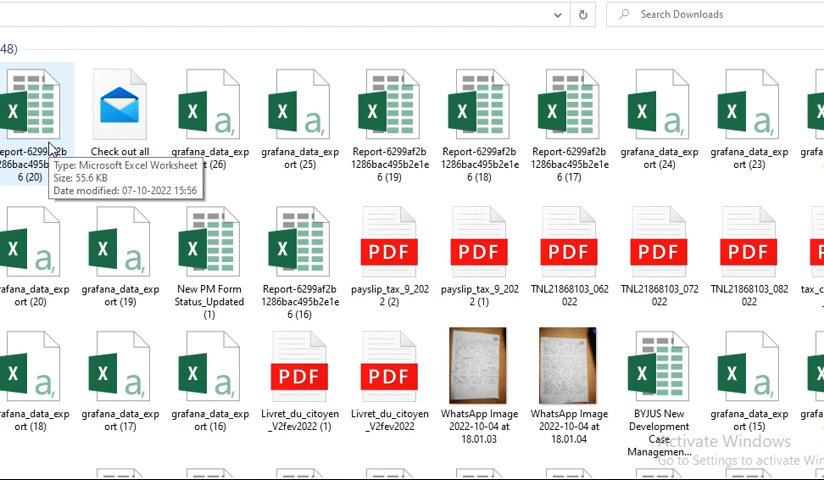 48)
Search Downloads
eport-6299af2b
1286bac495b2e1e
6 (20)
Check out all
grafana_data_exp
ort (26)
grafana_data_exp
ort (25)
Report-6299af2b
1286bac495b2e1e
6 (19)
Report-6299af2b
1286bac495b2e1e
6 (18)
Report-6299af2b
1286bac495b2e1e
6 (17)
grafana_data_exp
ort (24)
grafana_data_exp
ort (23)
Type: Microsoft Excel Worksheet
Size: 55.6 KB
Date modified: 07-10-2022 15:56
rafana_data_exp
ort (20)
grafana_data_exp
ort (19)
New PM Form
Status_Updated
(1)
Report-6299af2b
1286bac495b2e1e
6 (16)
payslip_tax_9_202
2 (2)
payslip_tax_9_202
2 (1)
TNL21868103_062
022
TNL21868103_072
022
TNL21868103_082
022
tax_c
PDF
PDF
PDF
PDF
PDF
rafana_data_exp
ort (18)
grafana_data_exp
ort (17)
grafana_data_exp
ort (16)
PDF
Livret_du_citoyen
_V2fev2022 (1)
PDF
Livret_du_citoyen
_V2fev2022
WhatsApp Image
2022-10-04 at
18.01.03
WhatsApp Image
2022-10-04 at
18.01.04
BYJUS New
Development
Case
Managemen...
grafana_data_exp
ort (15)
Activate Windows
Go to Settings to activate Win